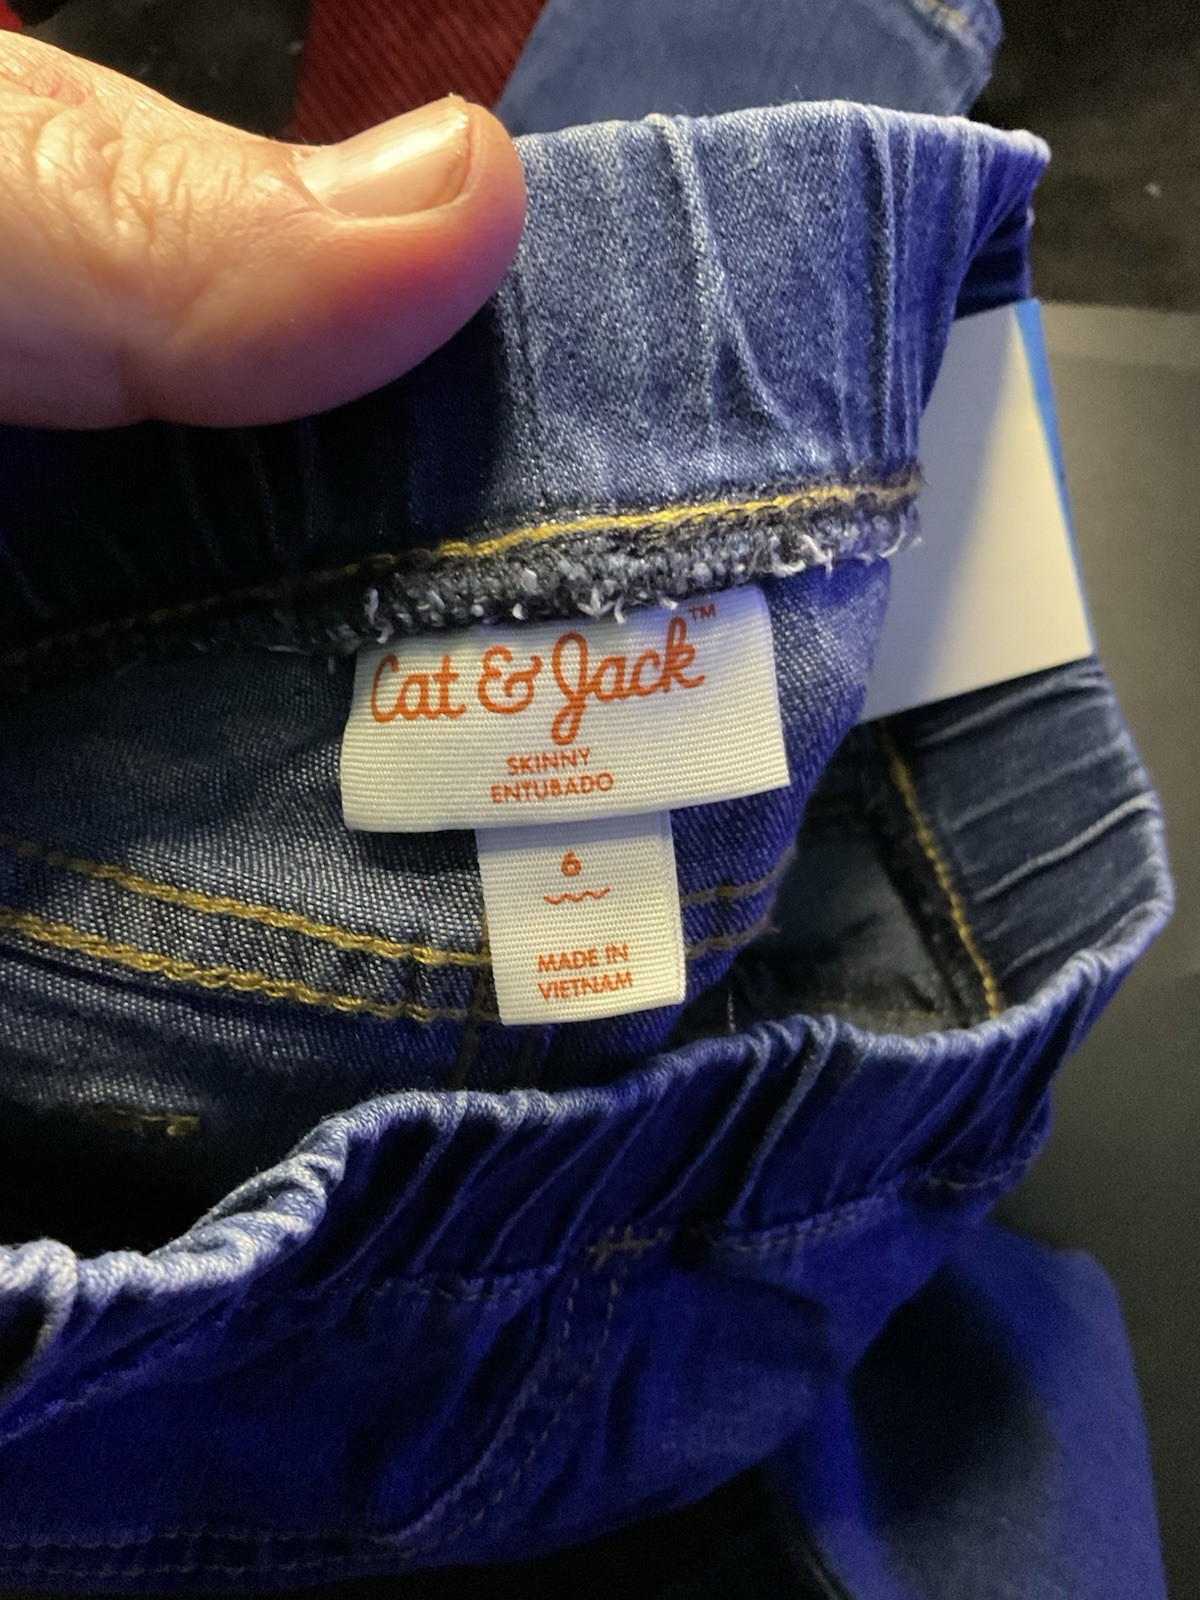 Cat & Jack™
SKINNY
ENTUBADO
6
MADE IN
VIETNAM